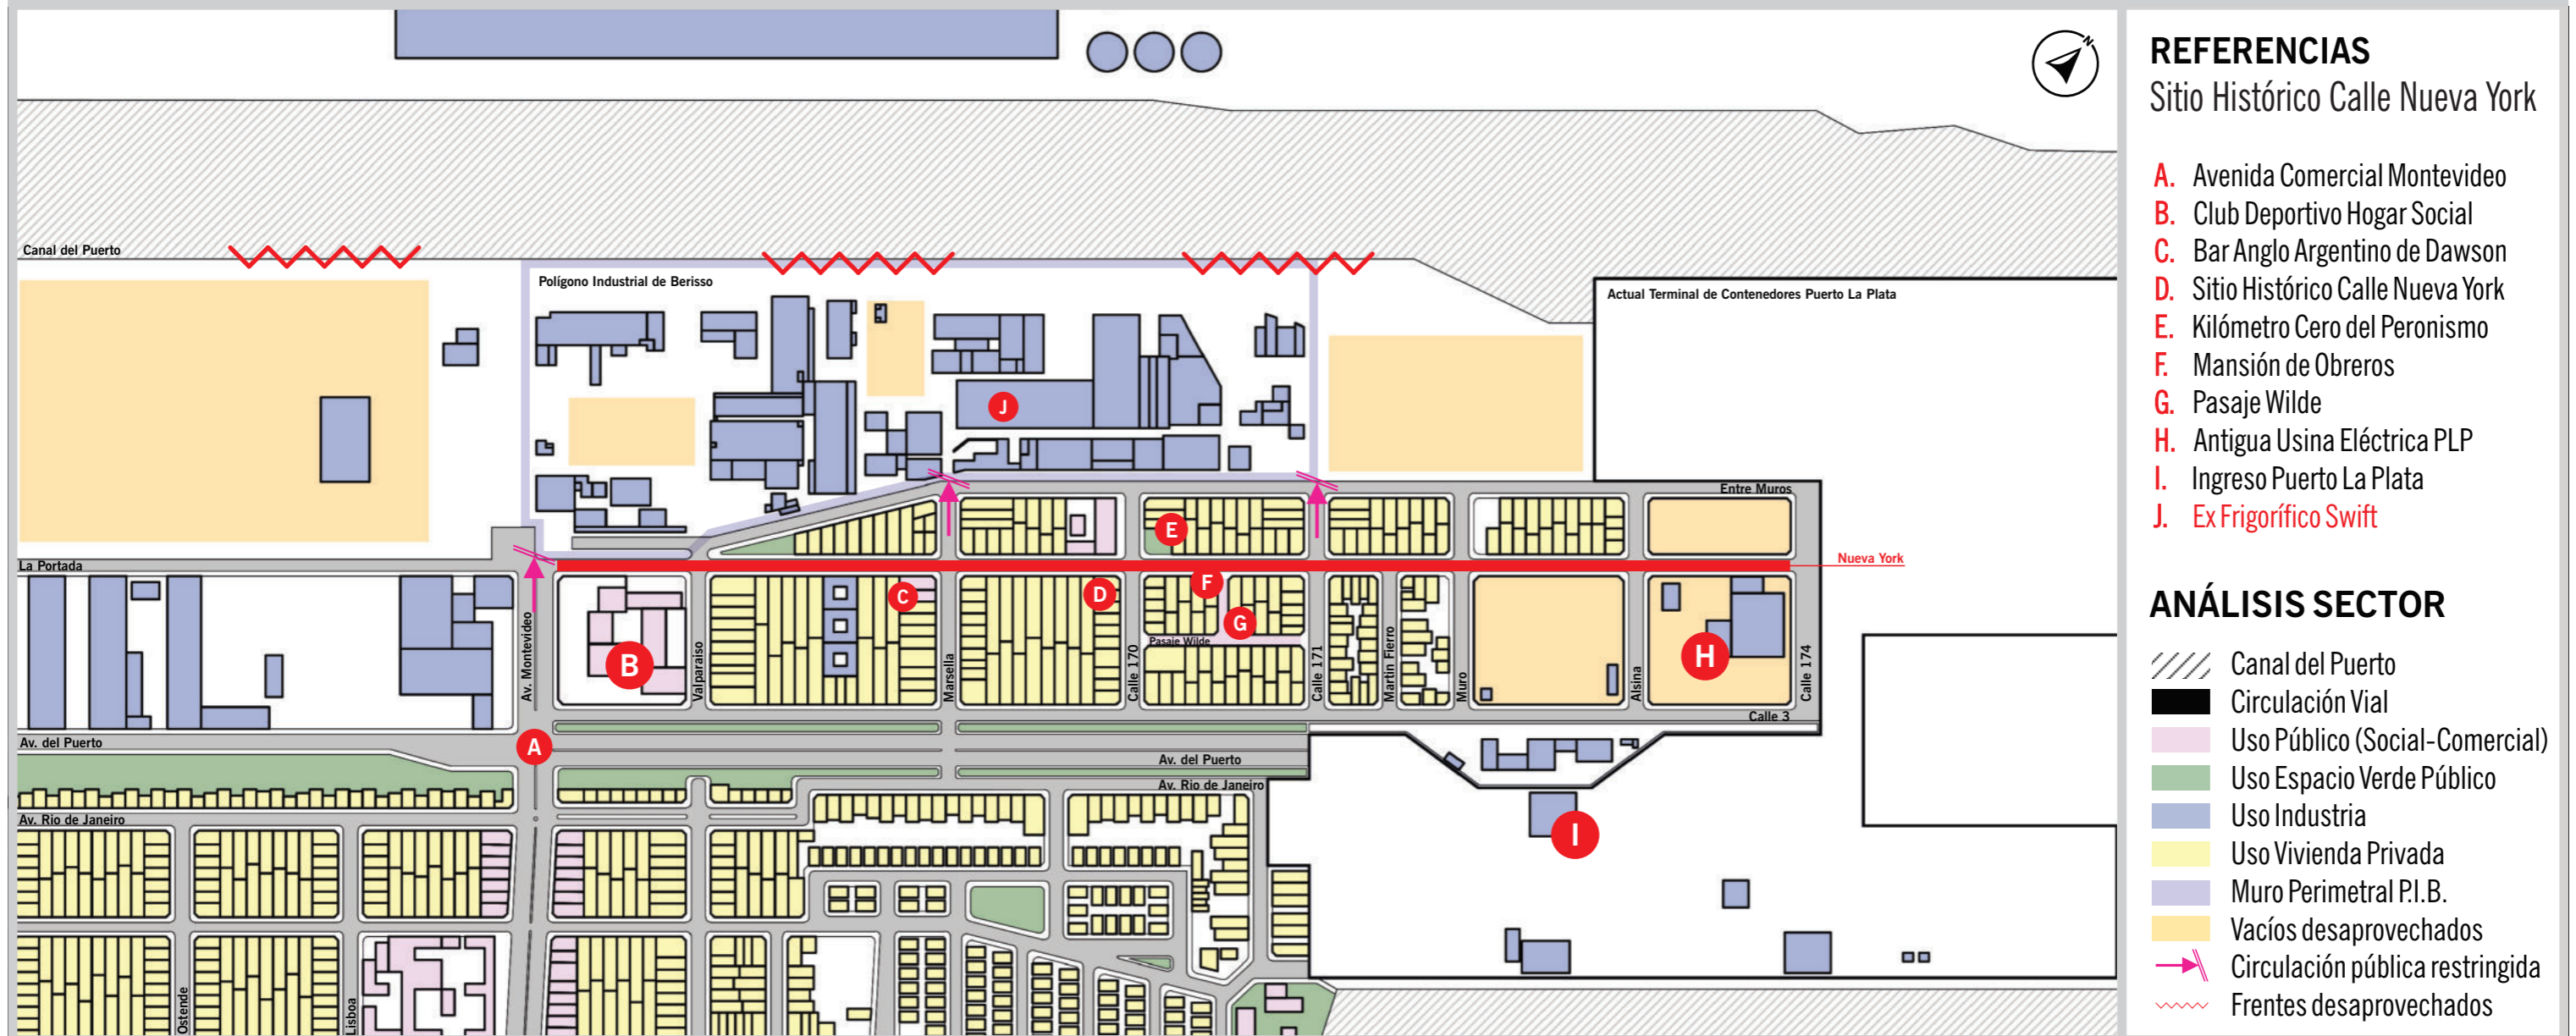 N
Canal del Puerto
Polígono Industrial de Berisso
Actual Terminal de Contenedores Puerto La Plata
J
Entre Muros
E
Nueva York
La Portada
C
D
F
G
B
H
Pasaje Wilde
Av. Montevideo
Valparaiso
Marsella
Calle 170
Calle 171
Martin Fierro
Muro
Alsina
Calle 174
Calle 3
Av. del Puerto
A
Av. del Puerto
Av. Rio de Janeiro
Av. Rio de Janeiro
I
Ostende
Lisboa
REFERENCIAS
Sitio Histórico Calle Nueva York
A. Avenida Comercial Montevideo
B. Club Deportivo Hogar Social
C. Bar Anglo Argentino de Dawson
D. Sitio Histórico Calle Nueva York
E. Kilómetro Cero del Peronismo
F. Mansión de Obreros
G. Pasaje Wilde
H. Antigua Usina Eléctrica PLP
I. Ingreso Puerto La Plata
J. Ex Frigorífico Swift
ANÁLISIS SECTOR
Canal del Puerto
Circulación Vial
Uso Público (Social-Comercial)
Uso Espacio Verde Público
Uso Industria
Uso Vivienda Privada
Muro Perimetral P.I.B.
Vacíos desaprovechados
Circulación pública restringida
Frentes desaprovechados